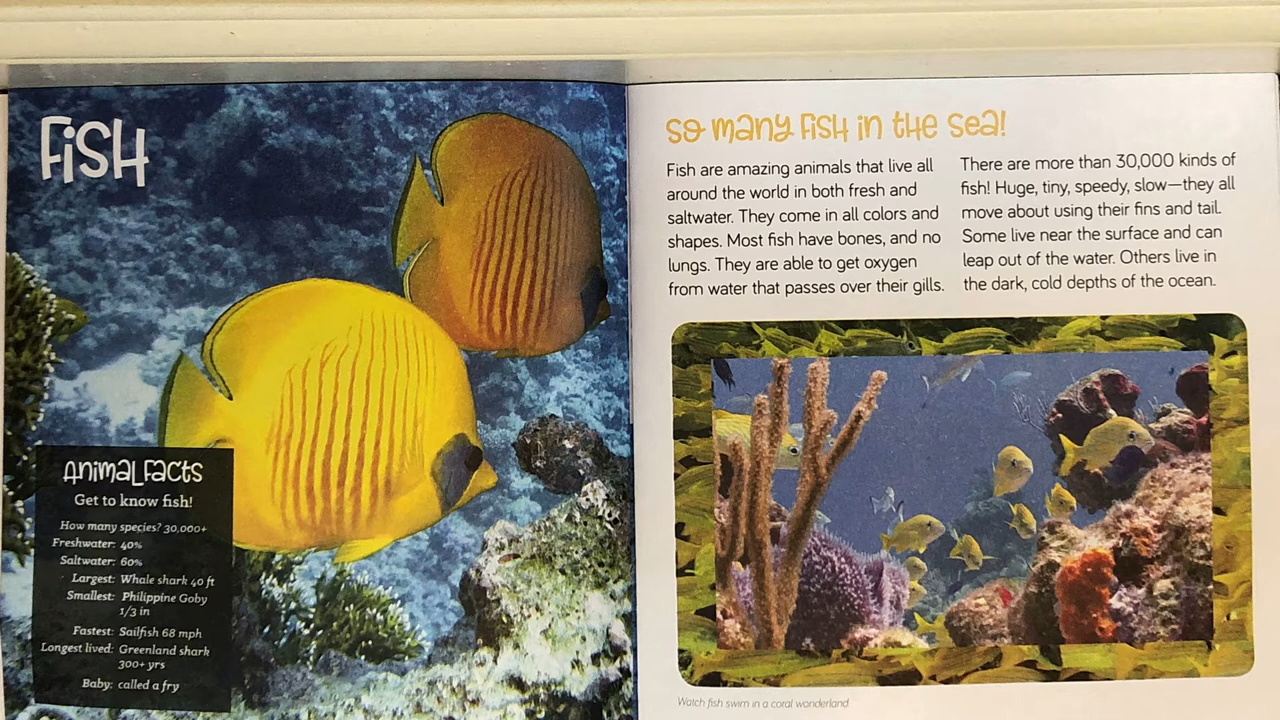 FiSH
Animal Facts
Get to know fish!
How many species? 30,000+
Freshwater: 40%
Saltwater: 60%
Largest: Whale shark 40 ft
Smallest: Philippine Goby
1/3 in
Fastest: Sailfish 68 mph
Longest lived: Greenland shark
300+ yrs
Baby: called a fry
so many fish in the sea!
Fish are amazing animals that live all
around the world in both fresh and
saltwater. They come in all colors and
shapes. Most fish have bones, and no
lungs. They are able to get oxygen
from water that passes over their gills.
There are more than 30,000 kinds of
fish! Huge, tiny, speedy, slow—they all
move about using their fins and tail.
Some live near the surface and can
leap out of the water. Others live in
the dark, cold depths of the ocean.
Watch fish swim in a coral wonderland.